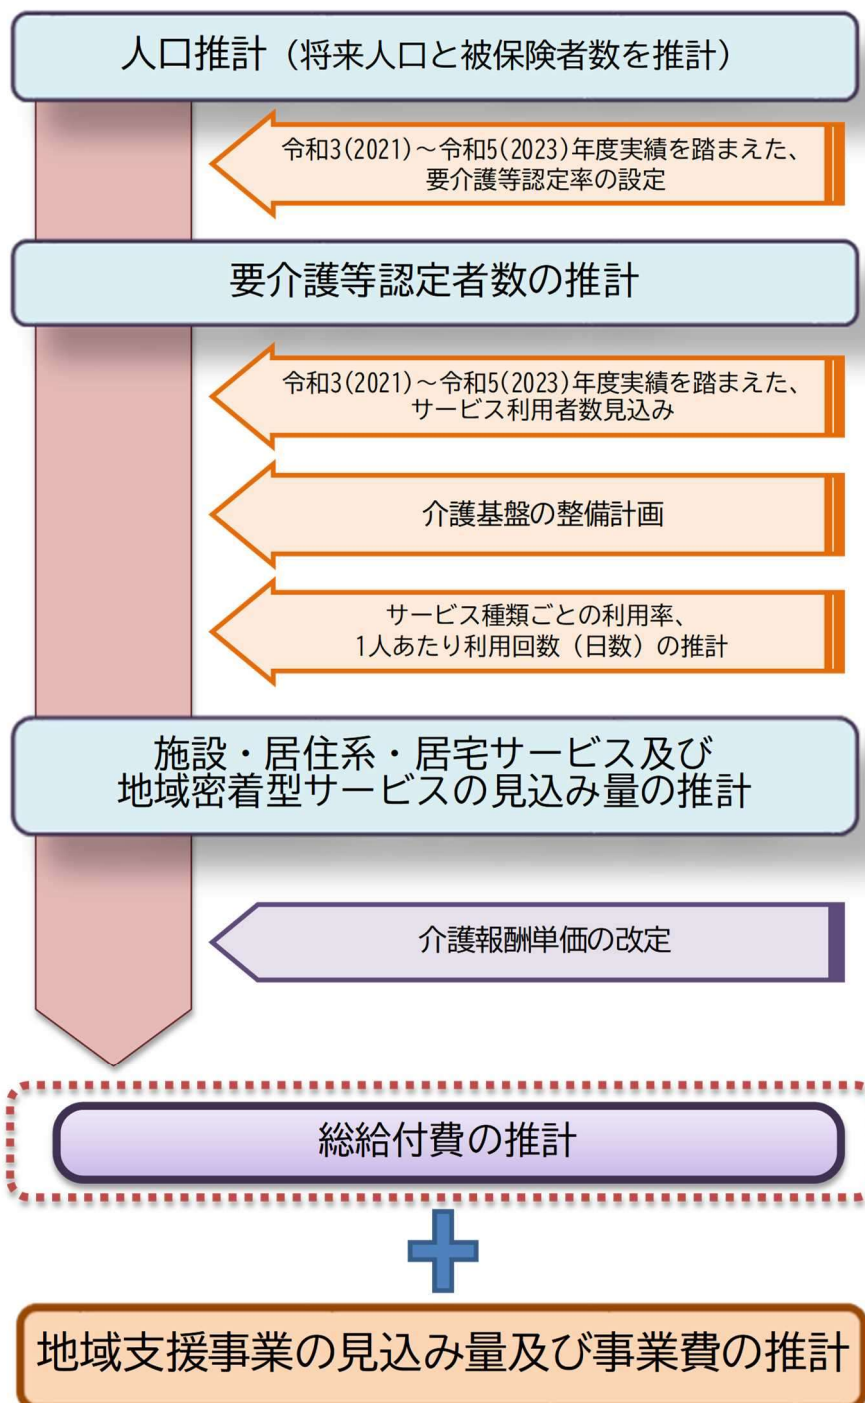 人口推計（将来人口と被保険者数を推計）
令和3(2021)～令和5(2023)年度実績を踏まえた、
要介護等認定率の設定
要介護等認定者数の推計
令和3(2021)～令和5(2023)年度実績を踏まえた、
サービス利用者数見込み
介護基盤の整備計画
サービス種類ごとの利用率、
1人あたり利用回数（日数）の推計
施設・居住系・居宅サービス及び
地域密着型サービスの見込み量の推計
介護報酬単価の改定
総給付費の推計
地域支援事業の見込み量及び事業費の推計